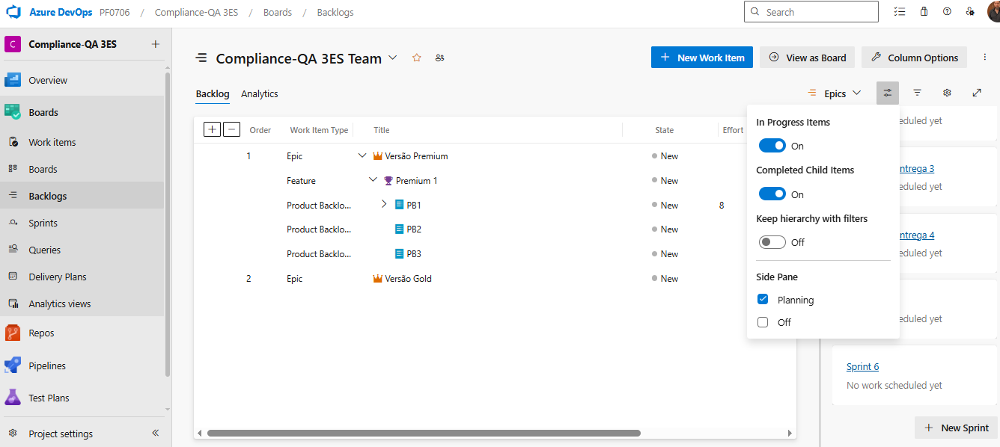 Azure DevOps PF0706 / Compliance-QA 3ES / Boards / Backlogs
Search
C Compliance-QA 3ES
Overview
Boards
Work items
Boards
Backlogs
Sprints
Queries
Delivery Plans
Analytics views
Repos
Pipelines
Test Plans
Project settings
Compliance-QA 3ES Team
New Work Item
View as Board
Column Options
Backlog Analytics
Epics
Order Work Item Type Title State Effort
1 Epic Versão Premium New
Feature Premium 1 New
Product Backlo... PB1 New 8
Product Backlo... PB2 New
Product Backlo... PB3 New
2 Epic Versão Gold New
In Progress Items
On
Completed Child Items
On
Keep hierarchy with filters
Off
Side Pane
Planning
Off
eduled yet
ntrega 3
eduled yet
ntrega 4
eduled yet
eduled yet
Sprint 6
No work scheduled yet
New Sprint